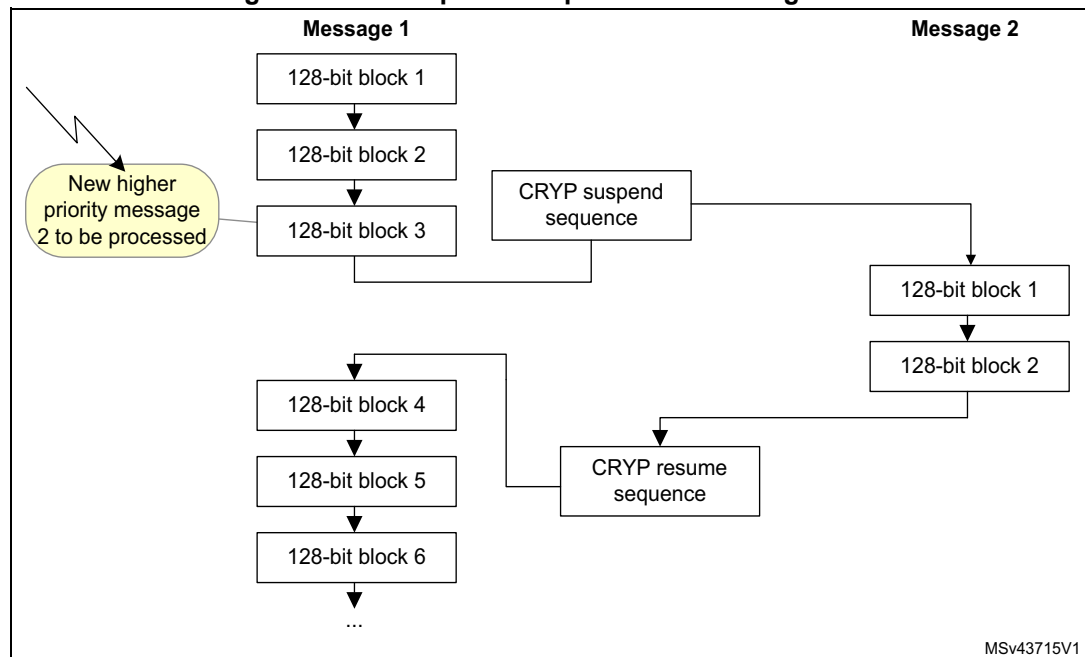 Message 1
Message 2
128-bit block 1
128-bit block 2
New higher
priority message
2 to be processed
128-bit block 3
CRYP suspend
sequence
128-bit block 1
128-bit block 2
128-bit block 4
CRYP resume
sequence
128-bit block 5
128-bit block 6
...
MSv43715V1